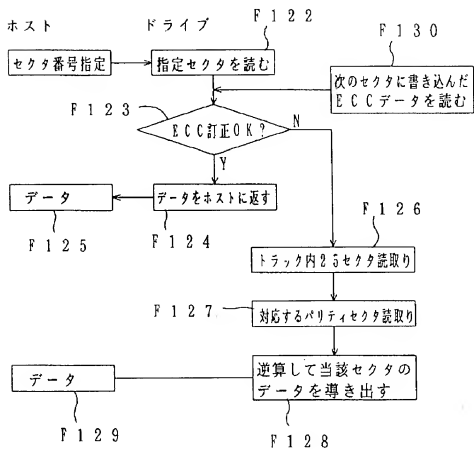 ホスト
ドライブ
F122
セクタ番号指定
指定セクタを読む
F130
次のセクタに書き込んだ
ECCデータを読む
F123
ECC訂正OK?
N
Y
データ
データをホストに返す
F125
F124
F126
トラック内25セクタ読取り
F127
対応するパリティセクタ読取り
データ
逆算して当該セクタの
データを導き出す
F129
F128